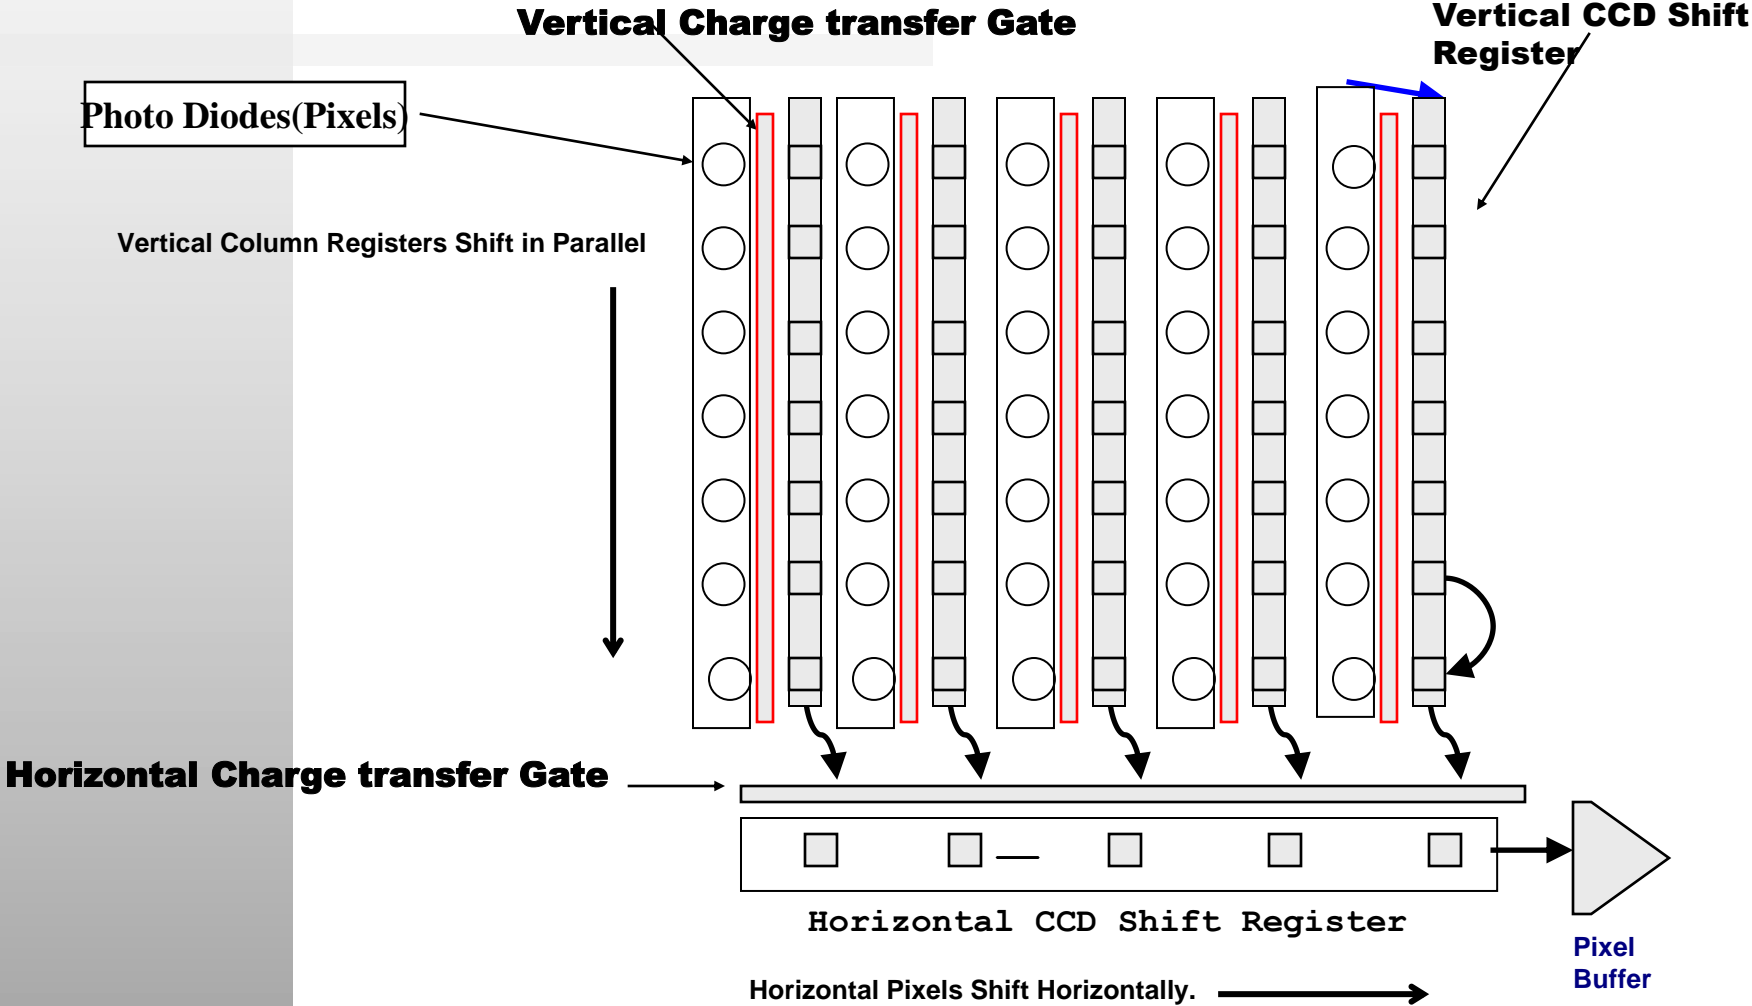 Vertical Charge transfer Gate
Vertical CCD Shift
Register
Photo Diodes(Pixels)
Vertical Column Registers Shift in Parallel
Horizontal Charge transfer Gate
Horizontal CCD Shift Register
Pixel
Buffer
Horizontal Pixels Shift Horizontally.